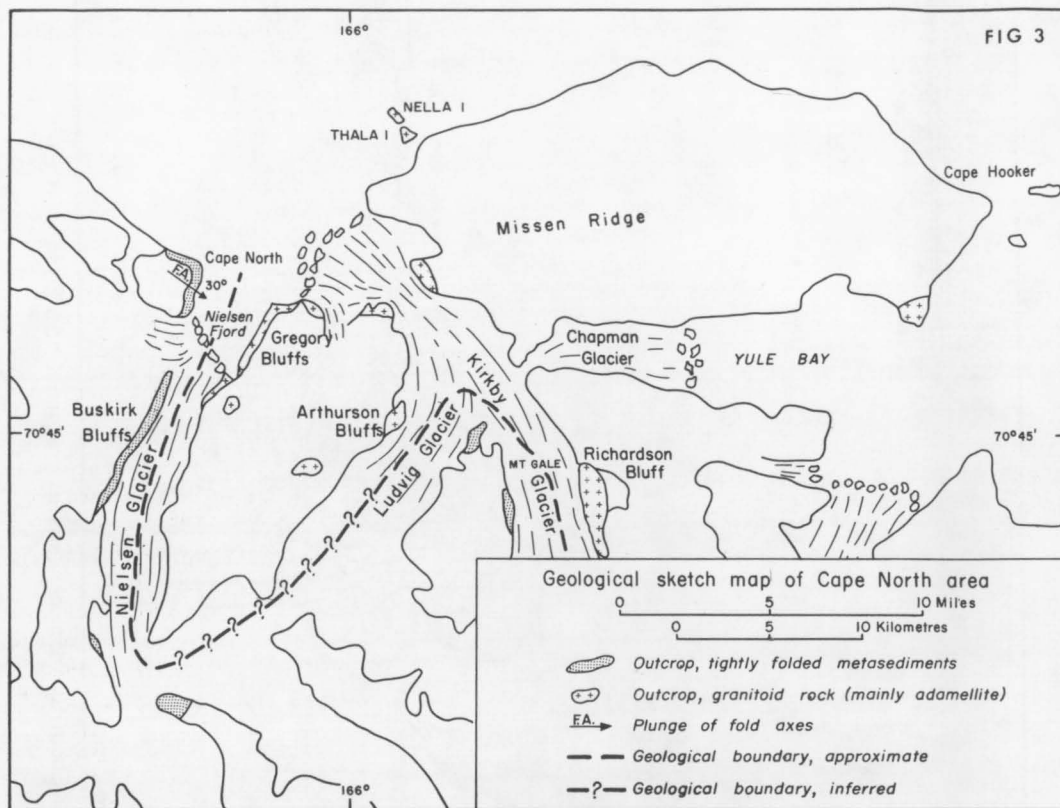 166°
FIG 3
NELLA I
THALA I
Cape Hooker
Missen Ridge
Cape North
F.A.
30°
Nielsen
Fjord
Gregory
Bluffs
Chapman
Glacier
YULE BAY
Kirkby
Glacier
Buskirk
Bluffs
Arthurson
Bluffs
70°45'
70°45'
Ludvig Glacier
MT GALE
Richardson
Bluff
Nielsen Glacier
? ? ? ? ? ? ? ?
166°
Geological sketch map of Cape North area
0 5 10 Miles
0 5 10 Kilometres
Outcrop, tightly folded metasediments
Outcrop, granitoid rock (mainly adamellite)
F.A. Plunge of fold axes
Geological boundary, approximate
? Geological boundary, inferred